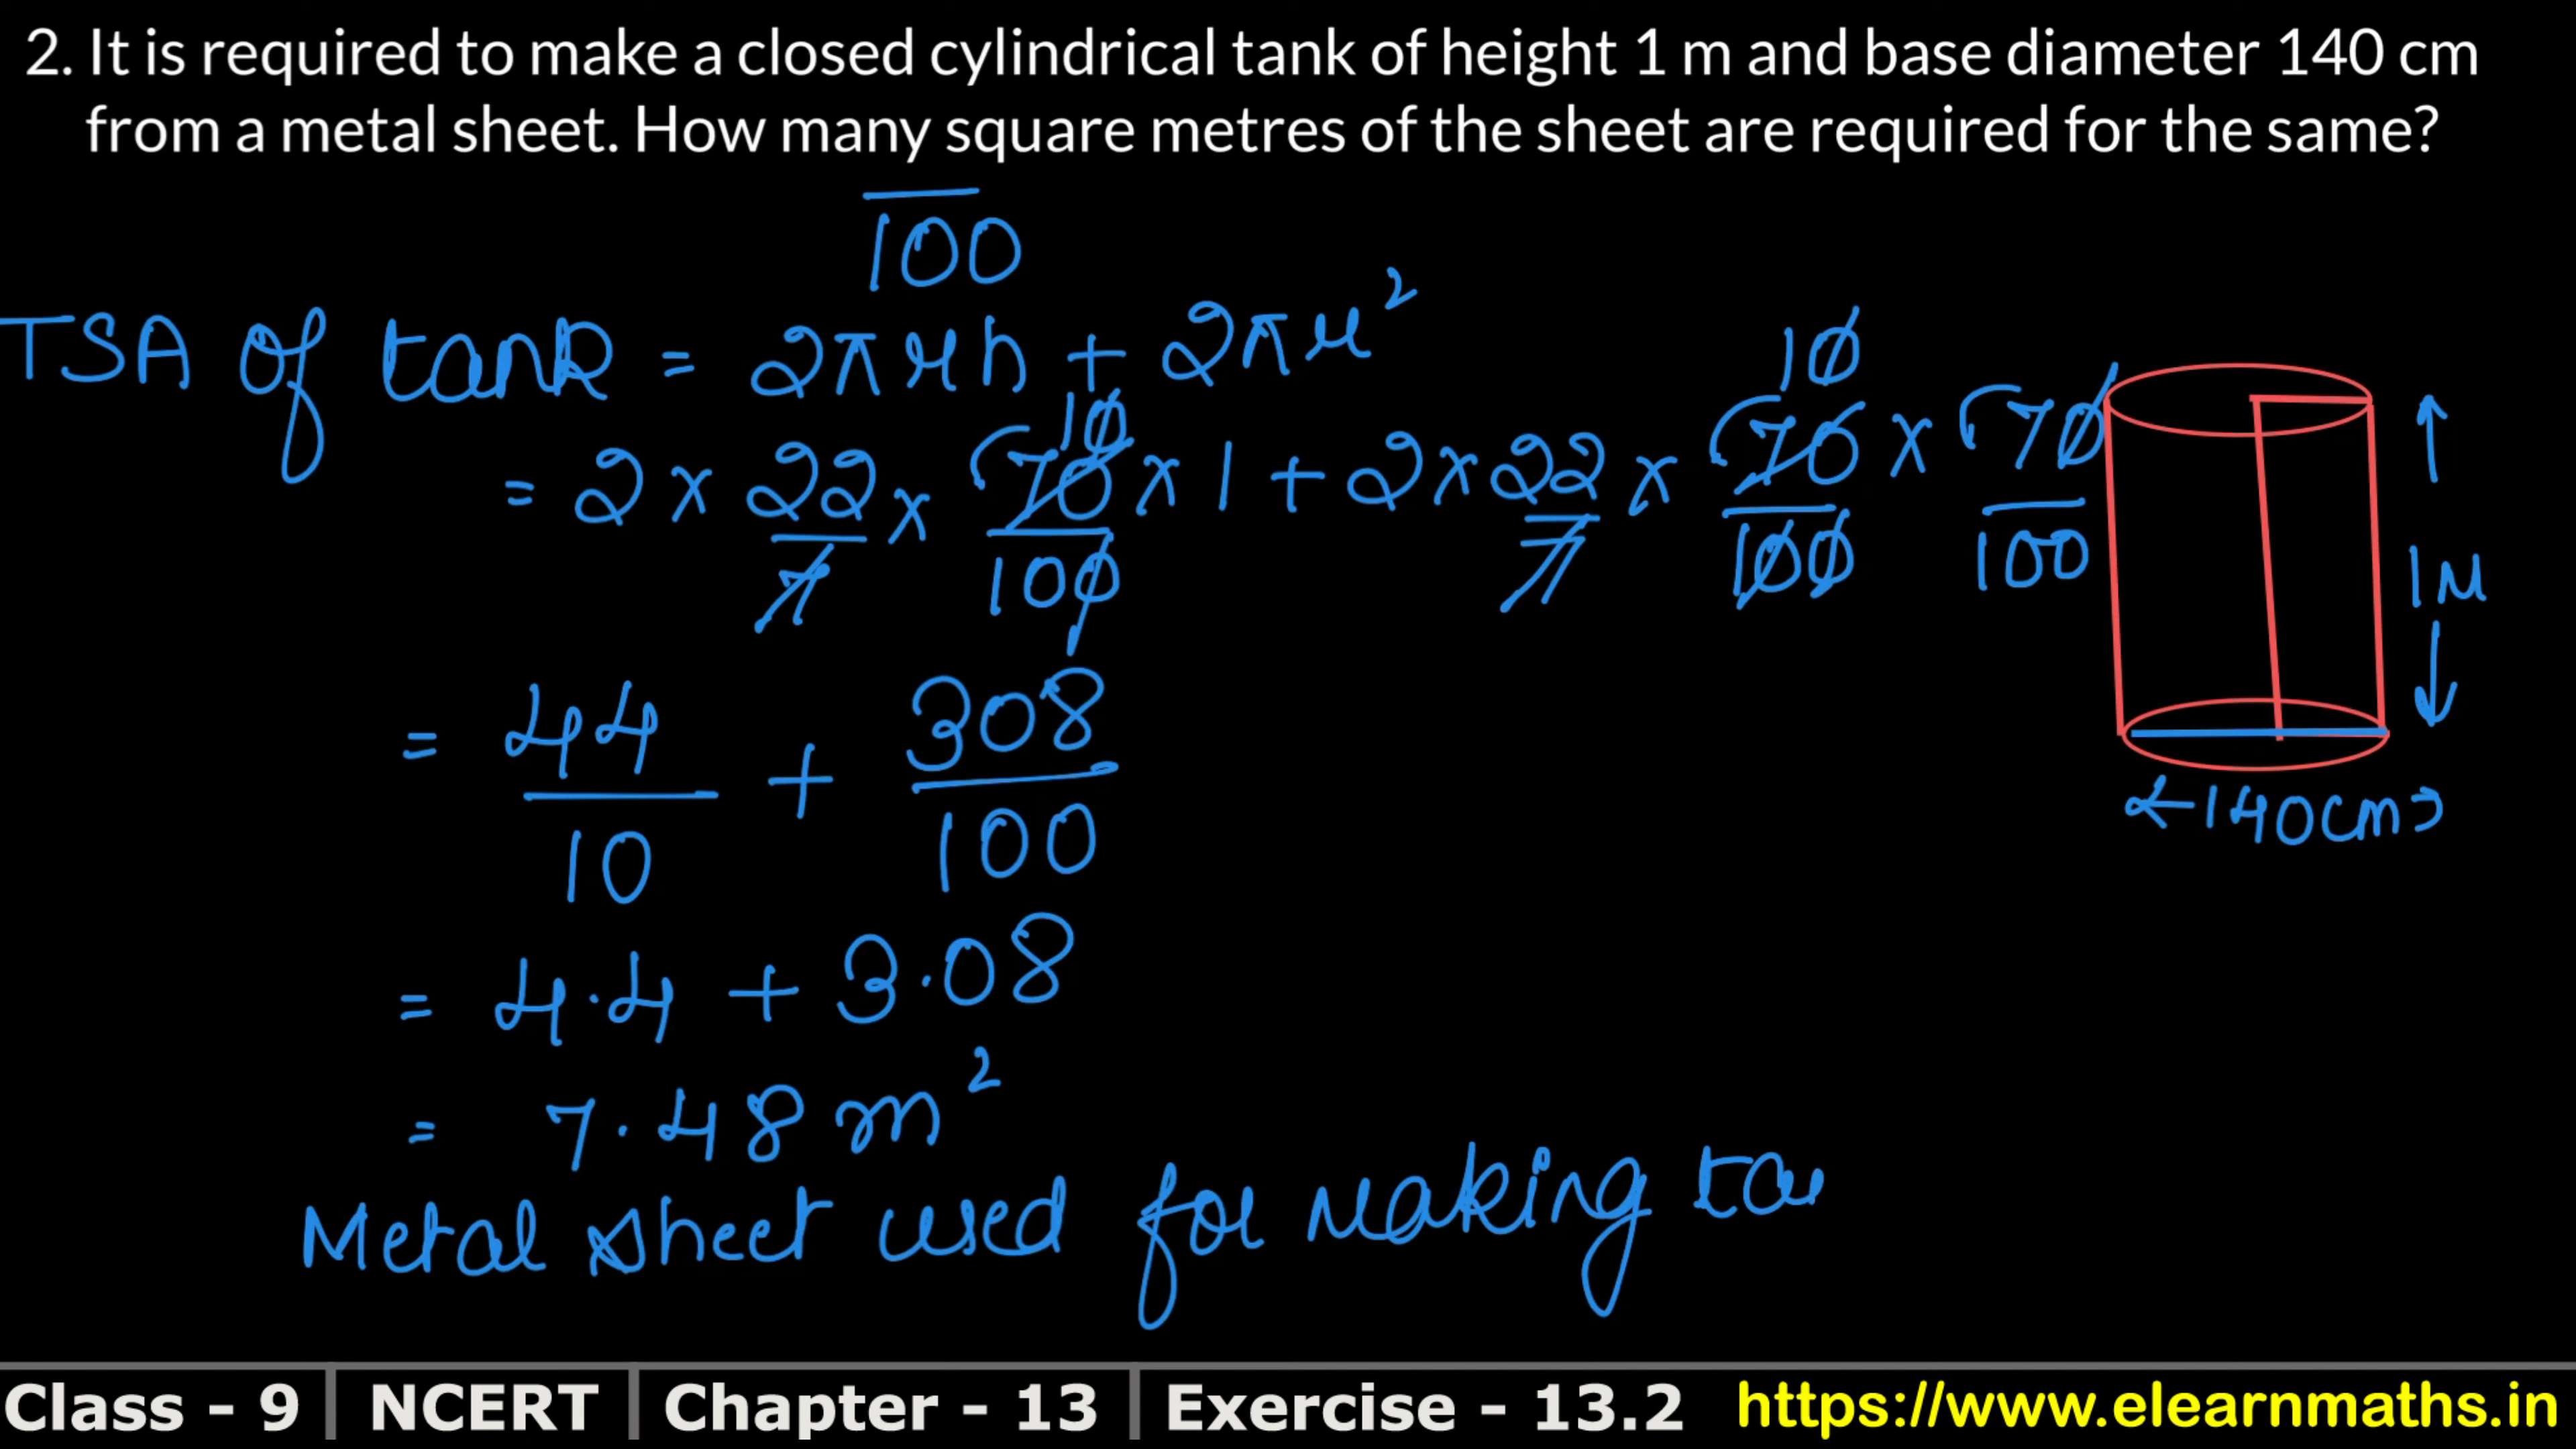 2. It is required to make a closed cylindrical tank of height 1 m and base diameter 140 cm
from a metal sheet. How many square metres of the sheet are required for the same?
100
TSA of tank = 2πrh + 2πr²
10 10
= 2 × 22/7 × 70/100 × 1 + 2 × 22/7 × 70/100 × 70/100
1M
140cm
= 44/10 + 308/100
= 4.4 + 3.08
= 7.48 m²
Metal sheet used for making
Class - 9 | NCERT | Chapter - 13 | Exercise - 13.2 https://www.elearnmaths.in